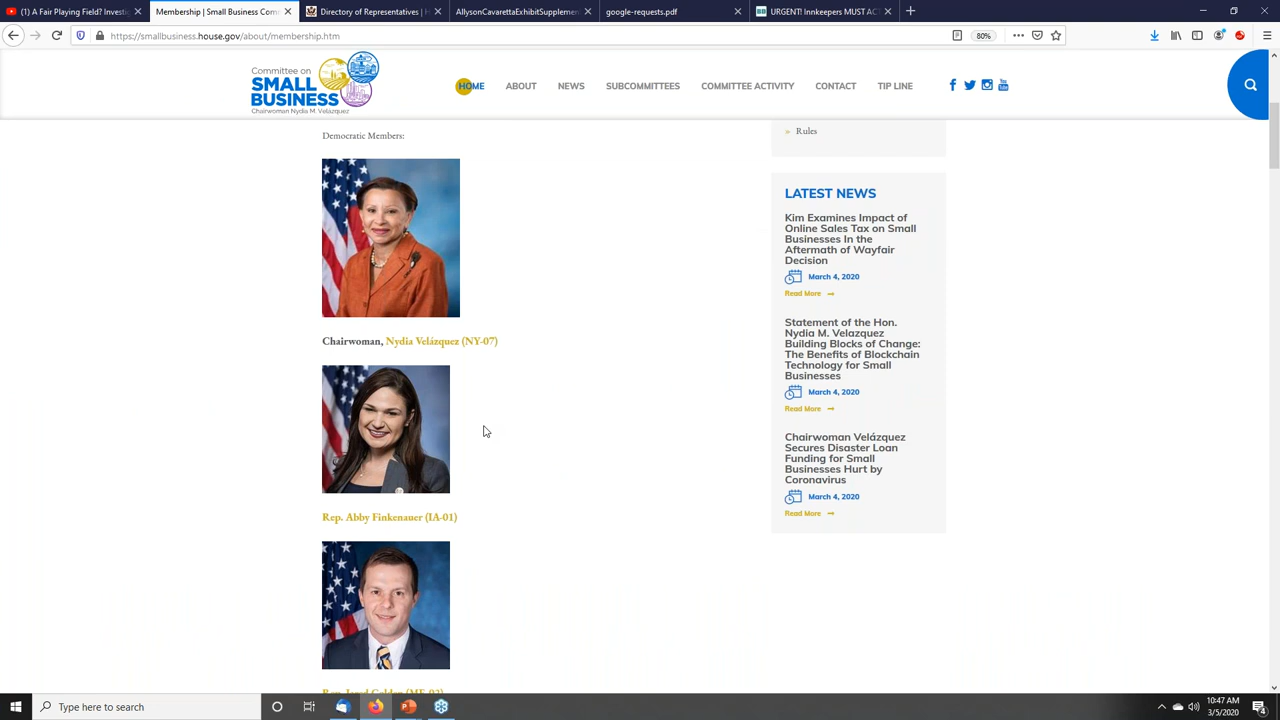 (1) A Fair Playing Field? Investi
Membership | Small Business Com
Directory of Representatives | H
AllysonCavarettaExhibitSupplemen
google-requests.pdf
BB
URGENT! Innkeepers MUST AC
https://smallbusiness.house.gov/about/membership.htm
80%
Committee on
SMALL
BUSINESS
Chairwoman Nydia M. Velázquez
HOME
ABOUT
NEWS
SUBCOMMITTEES
COMMITTEE ACTIVITY
CONTACT
TIP LINE
Democratic Members:
Chairwoman, Nydia Velázquez (NY-07)
Rep. Abby Finkenauer (IA-01)
Rep. Jared Golden (ME-02)
Rules
LATEST NEWS
Kim Examines Impact of
Online Sales Tax on Small
Businesses In the
Aftermath of Wayfair
Decision
March 4, 2020
Read More
Statement of the Hon.
Nydia M. Velazquez
Building Blocks of Change:
The Benefits of Blockchain
Technology for Small
Businesses
March 4, 2020
Read More
Chairwoman Velázquez
Secures Disaster Loan
Funding for Small
Businesses Hurt by
Coronavirus
March 4, 2020
Read More
Type here to search
10:47 AM
3/5/2020
4